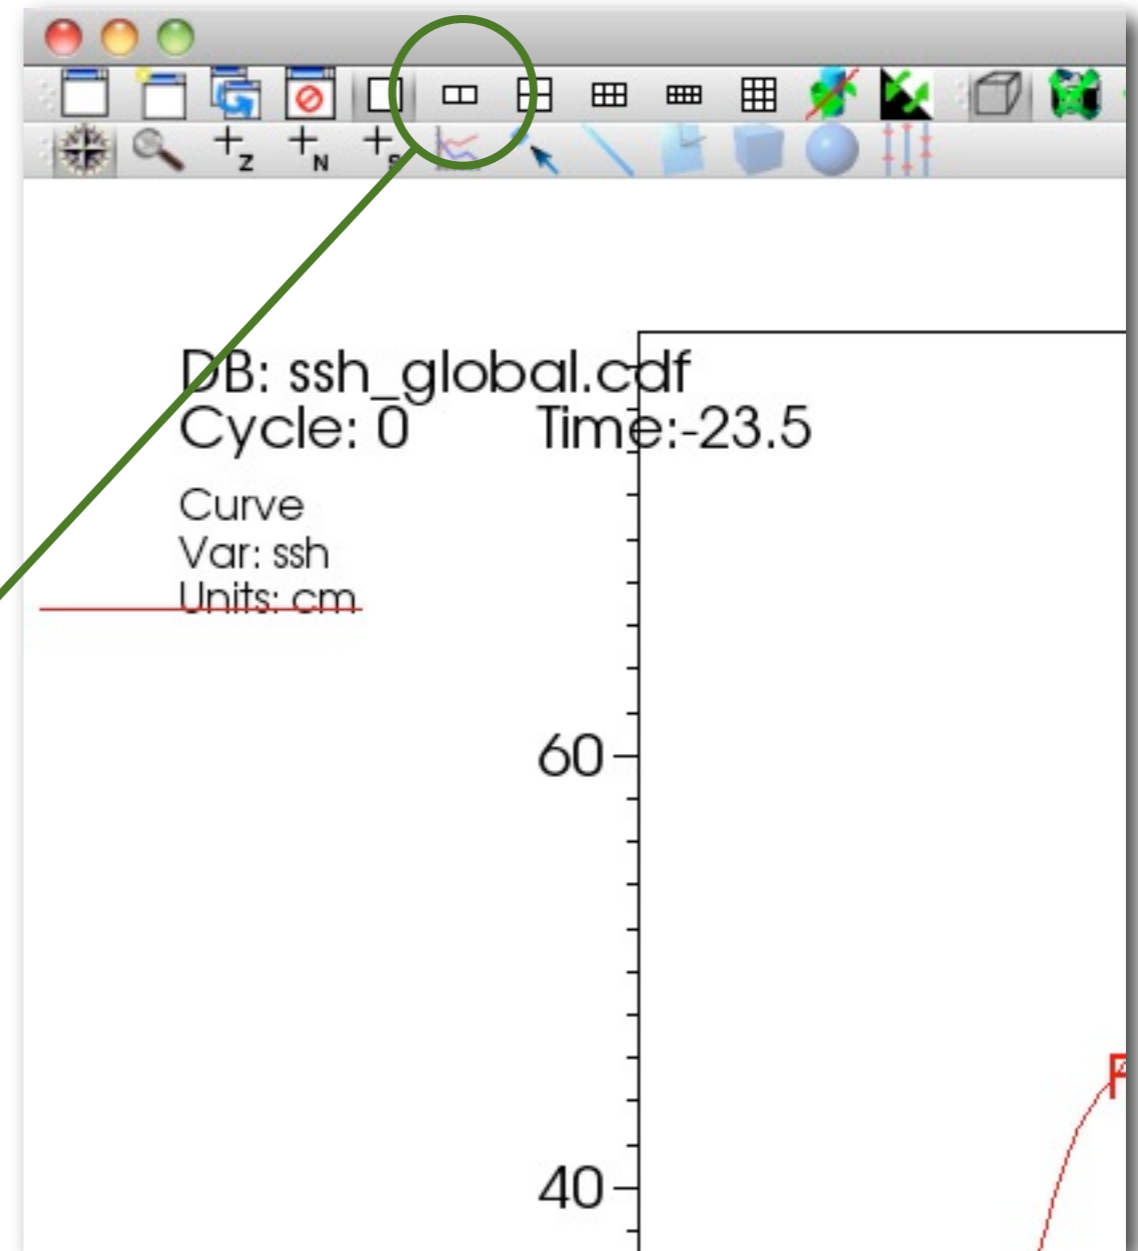 Z N S
DB: ssh_global.cdf
Cycle: 0 Time:-23.5
Curve
Var: ssh
Units: cm
60
40